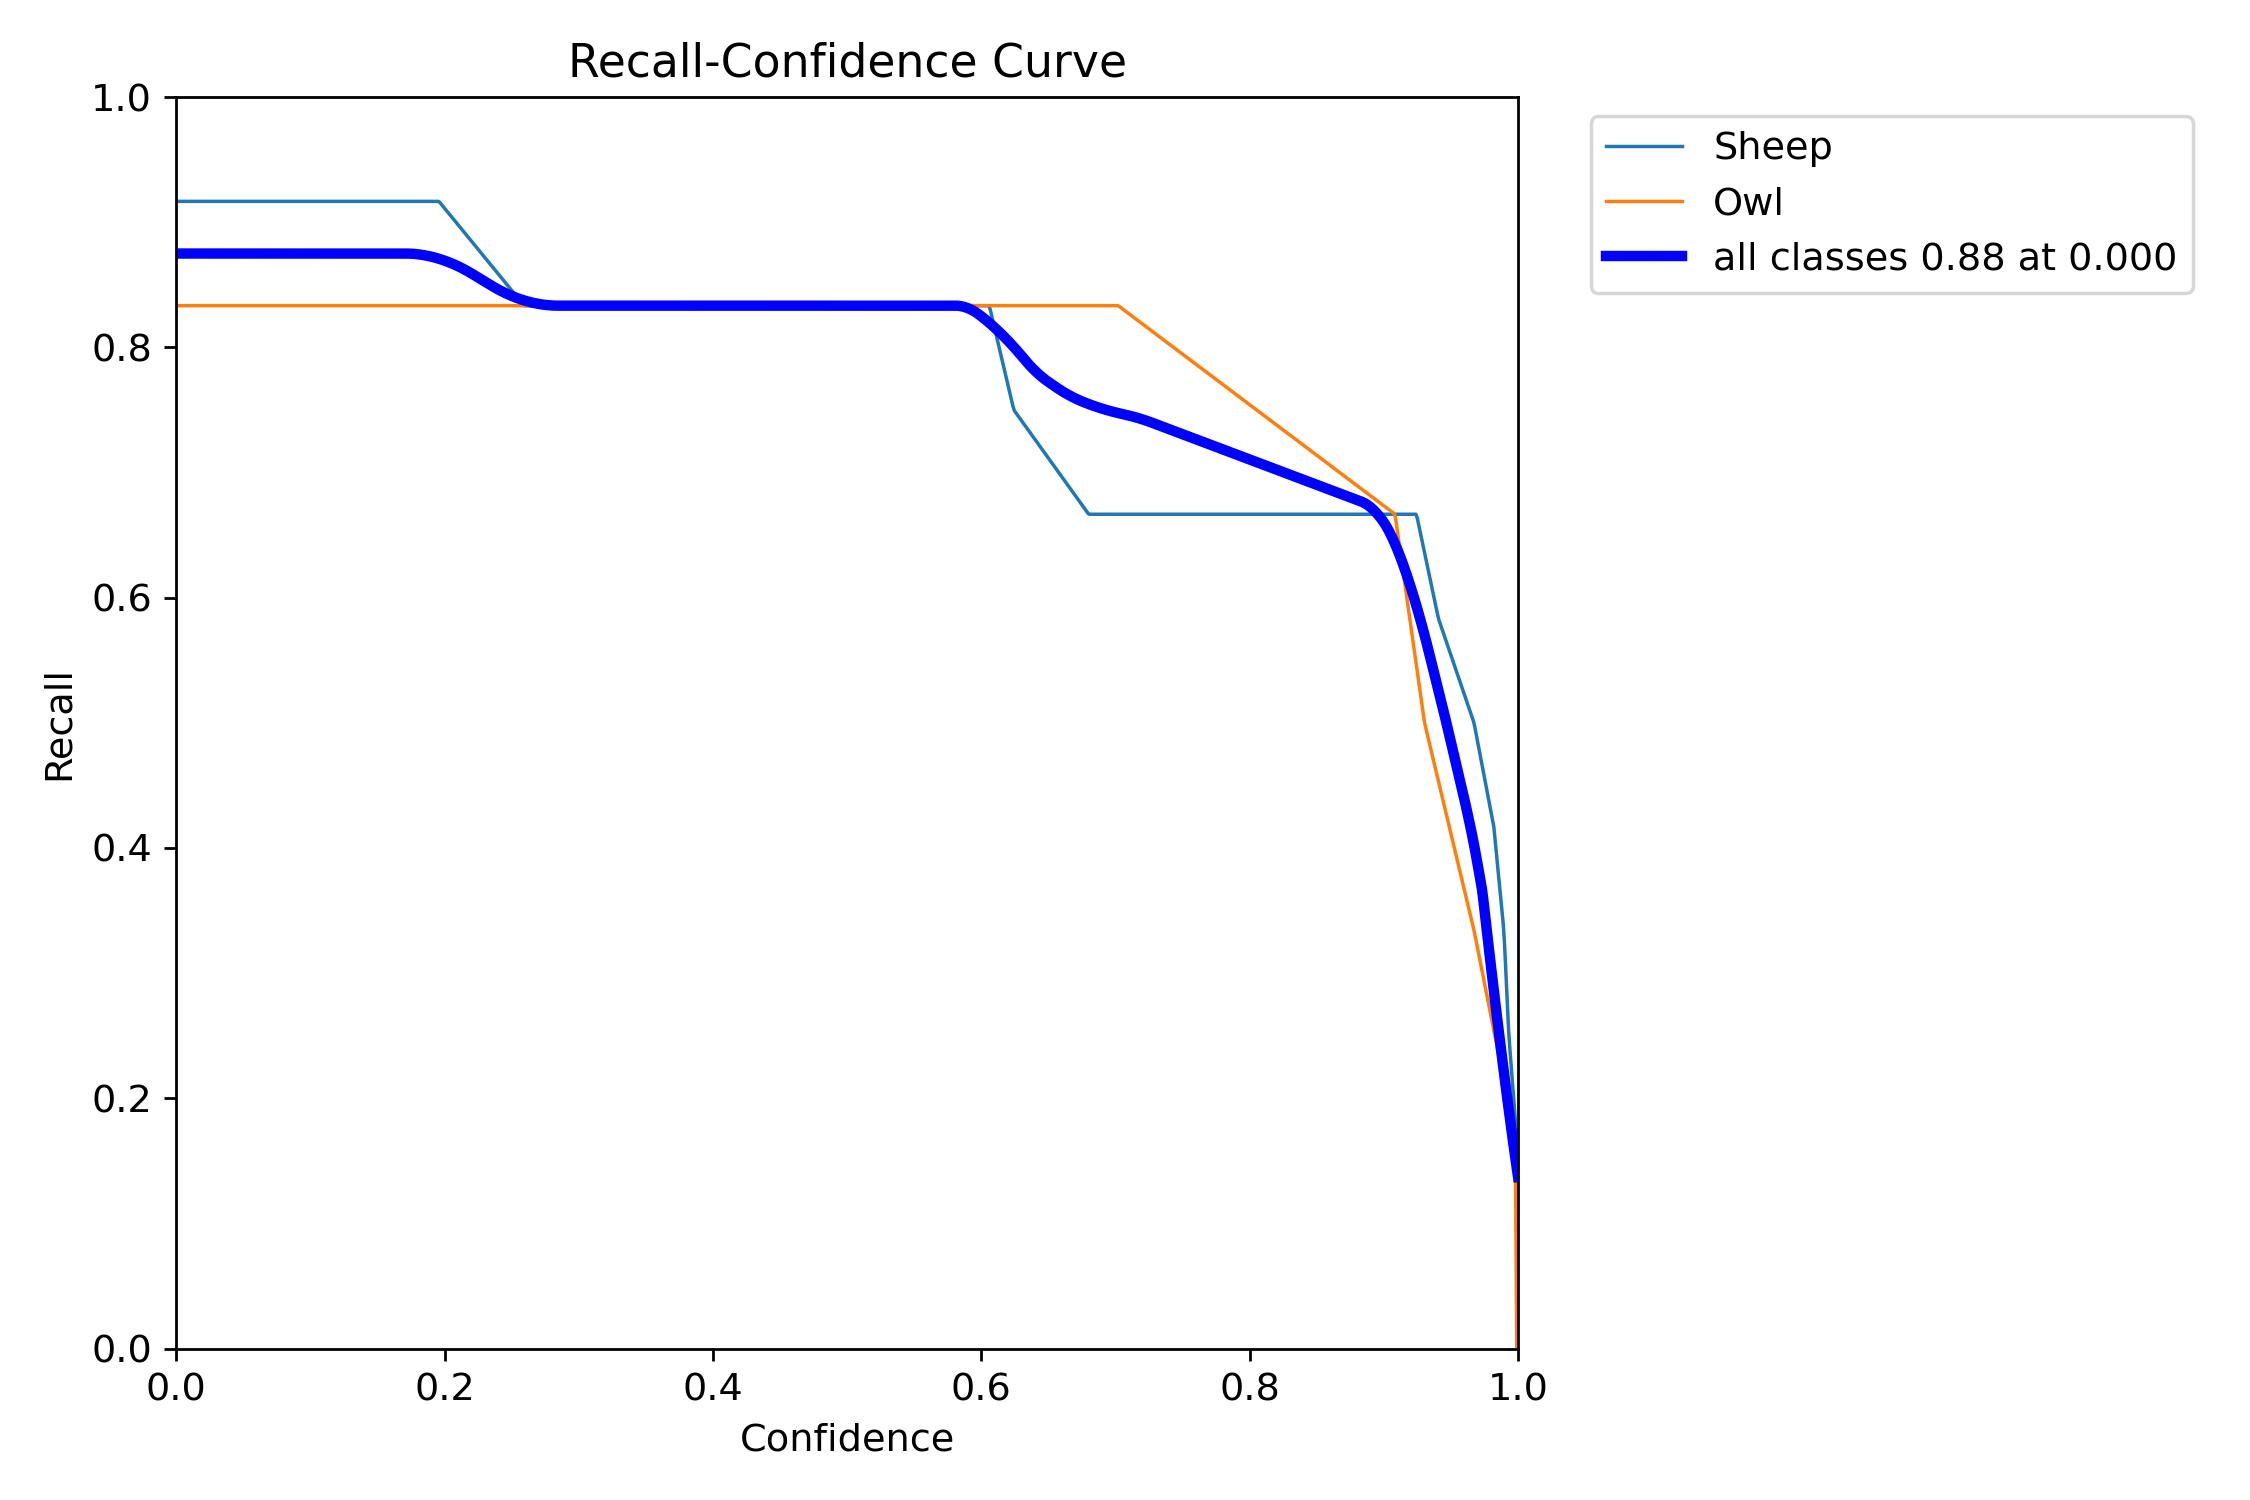 Recall-Confidence Curve
1.0
0.8
0.6
0.4
0.2
0.0
Recall
0.0 0.2 0.4 0.6 0.8 1.0
Confidence
Sheep
Owl
all classes 0.88 at 0.000